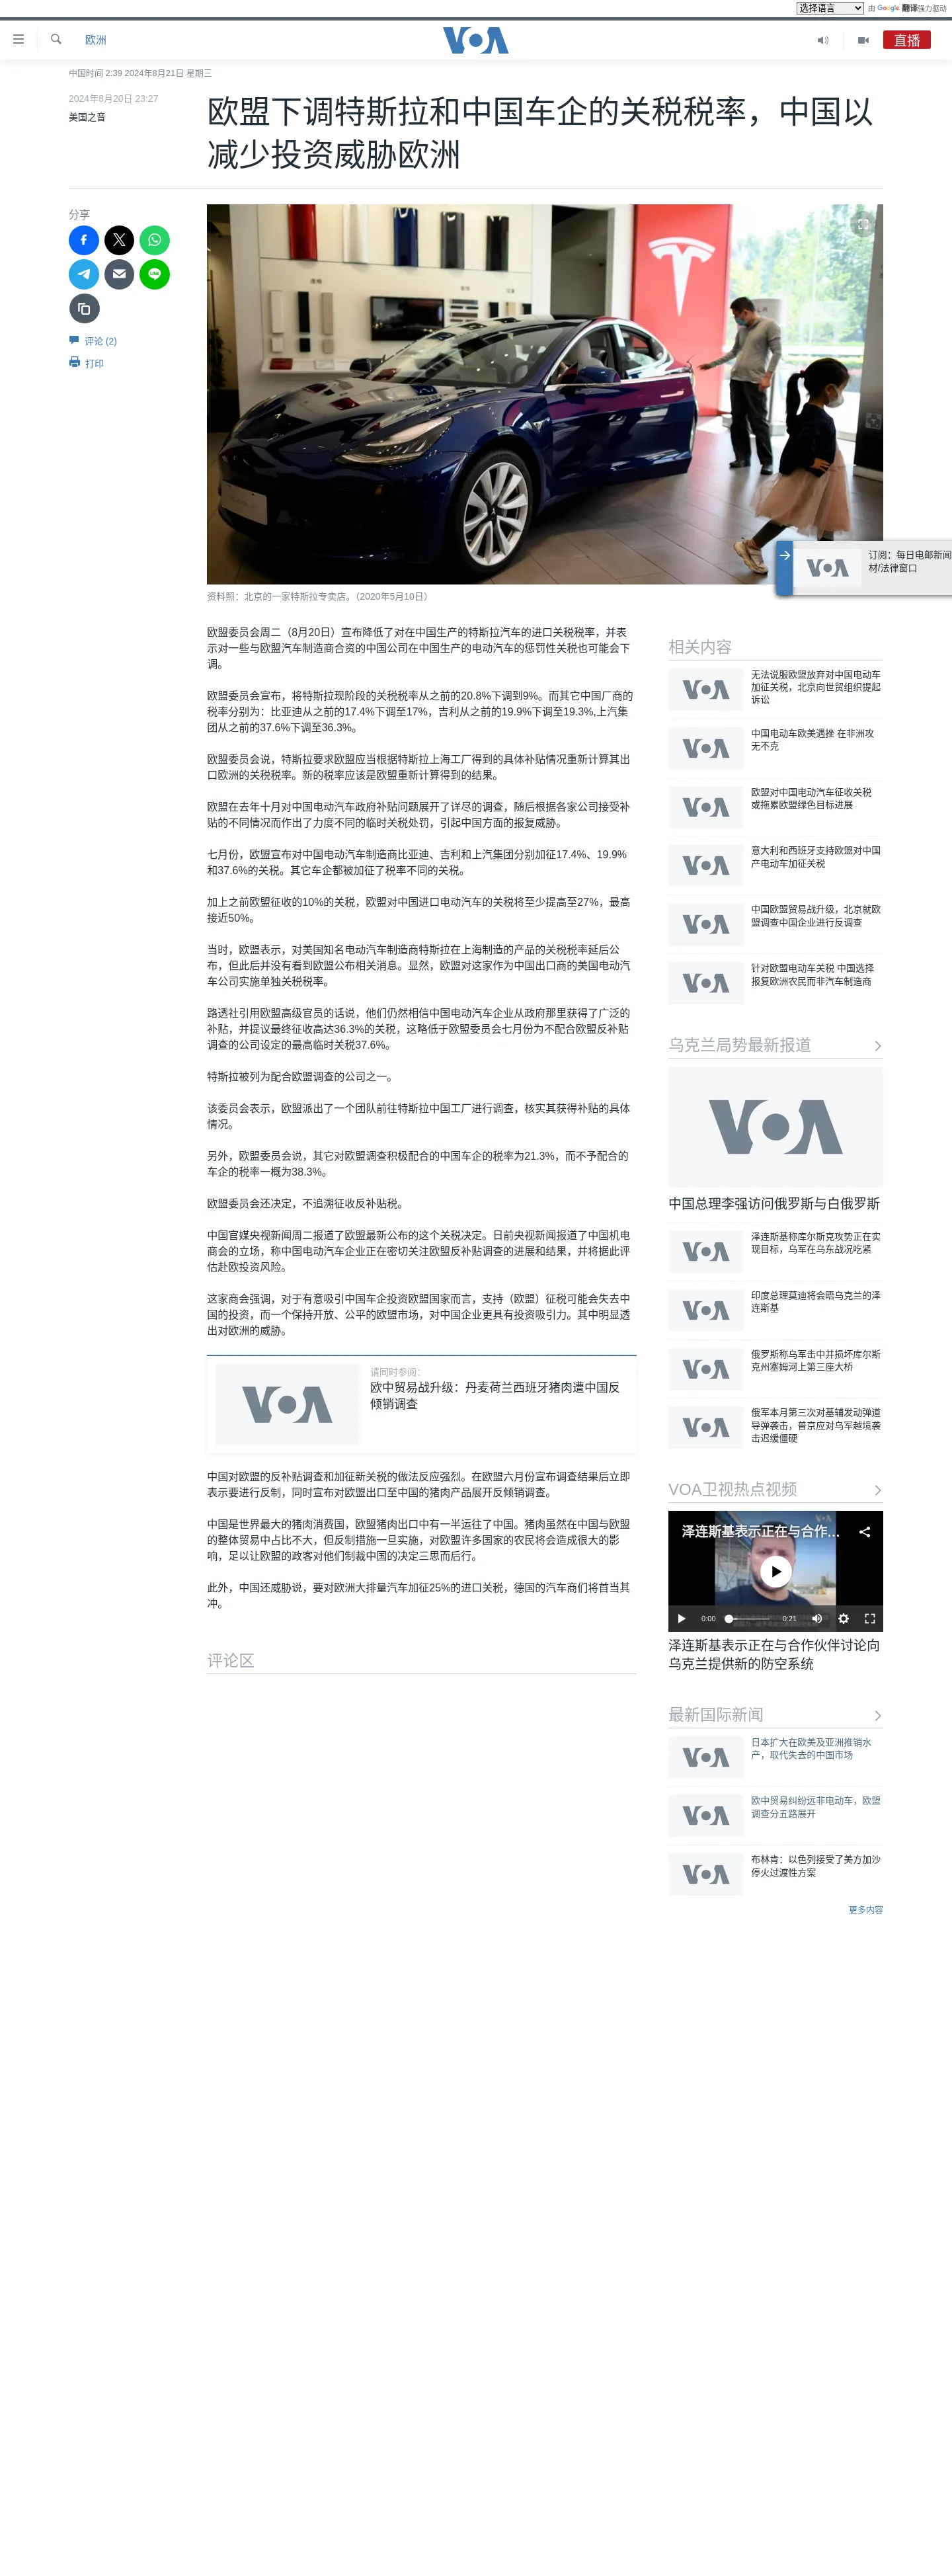 选择语言
由 Google 翻译强力驱动
欧洲
VOA
直播
中国时间 2:39 2024年8月21日 星期三
2024年8月20日 23:27
美国之音
欧盟下调特斯拉和中国车企的关税税率，中国以
减少投资威胁欧洲
分享
评论 (2)
打印
TESLA
订阅：每日电邮新闻
材/法律窗口
资料照：北京的一家特斯拉专卖店。（2020年5月10日）
欧盟委员会周二（8月20日）宣布降低了对在中国生产的特斯拉汽车的进口关税税率，并表
示对一些与欧盟汽车制造商合资的中国公司在中国生产的电动汽车的惩罚性关税也可能会下
调。
欧盟委员会宣布，将特斯拉现阶段的关税税率从之前的20.8%下调到9%。而其它中国厂商的
税率分别为：比亚迪从之前的17.4%下调至17%，吉利从之前的19.9%下调至19.3%,上汽集
团从之前的37.6%下调至36.3%。
欧盟委员会说，特斯拉要求欧盟应当根据特斯拉上海工厂得到的具体补贴情况重新计算其出
口欧洲的关税税率。新的税率应该是欧盟重新计算得到的结果。
欧盟在去年十月对中国电动汽车政府补贴问题展开了详尽的调查，随后根据各家公司接受补
贴的不同情况而作出了力度不同的临时关税处罚，引起中国方面的报复威胁。
七月份，欧盟宣布对中国电动汽车制造商比亚迪、吉利和上汽集团分别加征17.4%、19.9%
和37.6%的关税。其它车企都被加征了税率不同的关税。
加上之前欧盟征收的10%的关税，欧盟对中国进口电动汽车的关税将至少提高至27%，最高
接近50%。
当时，欧盟表示，对美国知名电动汽车制造商特斯拉在上海制造的产品的关税税率延后公
布，但此后并没有看到欧盟公布相关消息。显然，欧盟对这家作为中国出口商的美国电动汽
车公司实施单独关税税率。
路透社引用欧盟高级官员的话说，他们仍然相信中国电动汽车企业从政府那里获得了广泛的
补贴，并提议最终征收高达36.3%的关税，这略低于欧盟委员会七月份为不配合欧盟反补贴
调查的公司设定的最高临时关税37.6%。
特斯拉被列为配合欧盟调查的公司之一。
该委员会表示，欧盟派出了一个团队前往特斯拉中国工厂进行调查，核实其获得补贴的具体
情况。
另外，欧盟委员会说，其它对欧盟调查积极配合的中国车企的税率为21.3%，而不予配合的
车企的税率一概为38.3%。
欧盟委员会还决定，不追溯征收反补贴税。
中国官媒央视新闻周二报道了欧盟最新公布的这个关税决定。日前央视新闻报道了中国机电
商会的立场，称中国电动汽车企业正在密切关注欧盟反补贴调查的进展和结果，并将据此评
估赴欧投资风险。
这家商会强调，对于有意吸引中国车企投资欧盟国家而言，支持（欧盟）征税可能会失去中
国的投资，而一个保持开放、公平的欧盟市场，对中国企业更具有投资吸引力。其中明显透
出对欧洲的威胁。
VOA
请同时参阅：
欧中贸易战升级：丹麦荷兰西班牙猪肉遭中国反
倾销调查
中国对欧盟的反补贴调查和加征新关税的做法反应强烈。在欧盟六月份宣布调查结果后立即
表示要进行反制，同时宣布对欧盟出口至中国的猪肉产品展开反倾销调查。
中国是世界最大的猪肉消费国，欧盟猪肉出口中有一半运往了中国。猪肉虽然在中国与欧盟
的整体贸易中占比不大，但反制措施一旦实施，对欧盟许多国家的农民将会造成很大的影
响，足以让欧盟的政客对他们制裁中国的决定三思而后行。
此外，中国还威胁说，要对欧洲大排量汽车加征25%的进口关税，德国的汽车商们将首当其
冲。
评论区
相关内容
无法说服欧盟放弃对中国电动车
加征关税，北京向世贸组织提起
诉讼
中国电动车欧美遇挫 在非洲攻
无不克
欧盟对中国电动汽车征收关税
或拖累欧盟绿色目标进展
意大利和西班牙支持欧盟对中国
产电动车加征关税
中国欧盟贸易战升级，北京就欧
盟调查中国企业进行反调查
针对欧盟电动车关税 中国选择
报复欧洲农民而非汽车制造商
乌克兰局势最新报道
VOA
中国总理李强访问俄罗斯与白俄罗斯
泽连斯基称库尔斯克攻势正在实
现目标，乌军在乌东战况吃紧
印度总理莫迪将会晤乌克兰的泽
连斯基
俄罗斯称乌军击中并损坏库尔斯
克州塞姆河上第三座大桥
俄军本月第三次对基辅发动弹道
导弹袭击，普京应对乌军越境袭
击迟缓僵硬
VOA卫视热点视频
泽连斯基表示正在与合作...
0:00
0:21
泽连斯基表示正在与合作伙伴讨论向
乌克兰提供新的防空系统
最新国际新闻
日本扩大在欧美及亚洲推销水
产，取代失去的中国市场
欧中贸易纠纷远非电动车，欧盟
调查分五路展开
布林肯：以色列接受了美方加沙
停火过渡性方案
更多内容